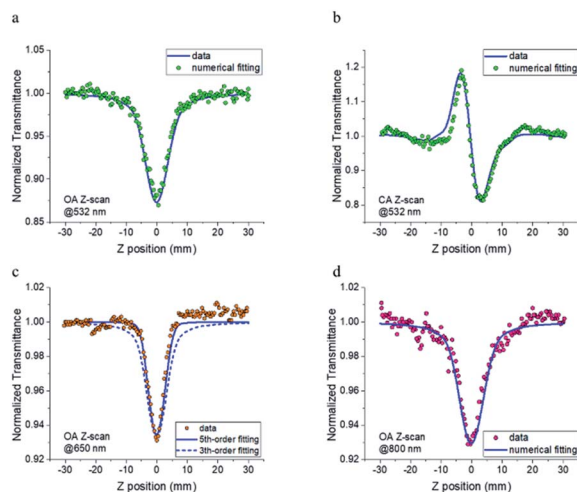 a
b
1.05
1.00
0.95
0.90
0.85
Normalized Transmittance
data
numerical fitting
OA Z-scan
@532 nm
-30 -20 -10 0 10 20 30
Z position (mm)
1.2
1.0
0.8
Normalized Transmittance
data
numerical fitting
CA Z-scan
@532 nm
-30 -20 -10 0 10 20 30
Z position (mm)
c
d
1.04
1.02
1.00
0.98
0.96
0.94
0.92
Normalized Transmittance
OA Z-scan
@650 nm
data
5th-order fitting
3th-order fitting
-30 -20 -10 0 10 20 30
Z position (mm)
1.04
1.02
1.00
0.98
0.96
0.94
0.92
Normalized Transmittance
OA Z-scan
@800 nm
data
numerical fitting
-30 -20 -10 0 10 20 30
Z position (mm)